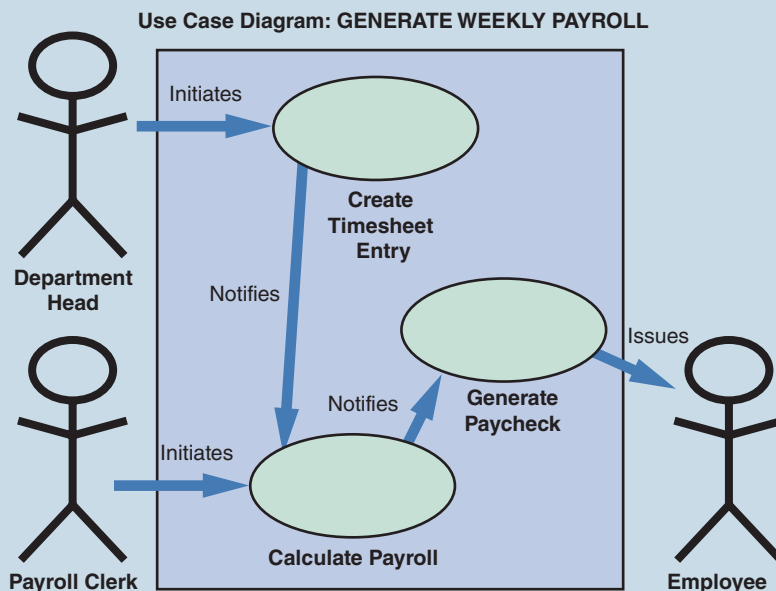 Use Case Diagram: GENERATE WEEKLY PAYROLL
Initiates
Create
Timesheet
Entry
Department
Head
Notifies
Issues
Generate
Paycheck
Notifies
Initiates
Calculate Payroll
Payroll Clerk
Employee